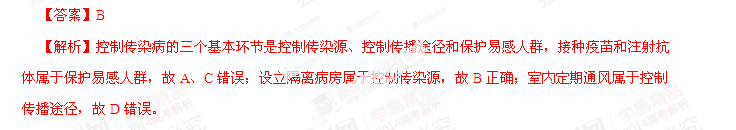 【答案】B
【解析】控制传染病的三个基本环节是控制传染源、控制传播途径和保护易感人群，接种疫苗和注射抗
体属于保护易感人群，故 A、C 错误；设立隔离病房属于控制传染源，故 B 正确；室内定期通风属于控制
传播途径，故 D 错误。